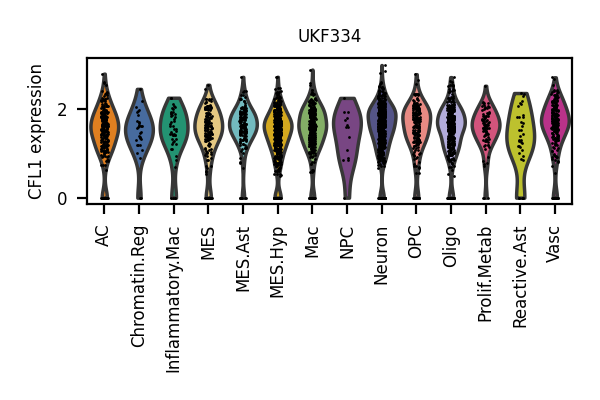 UKF334
CFL1 expression
2
0
AC
Chromatin.Reg
Inflammatory.Mac
MES
MES.Ast
MES.Hyp
Mac
NPC
Neuron
OPC
Oligo
Prolif.Metab
Reactive.Ast
Vasc